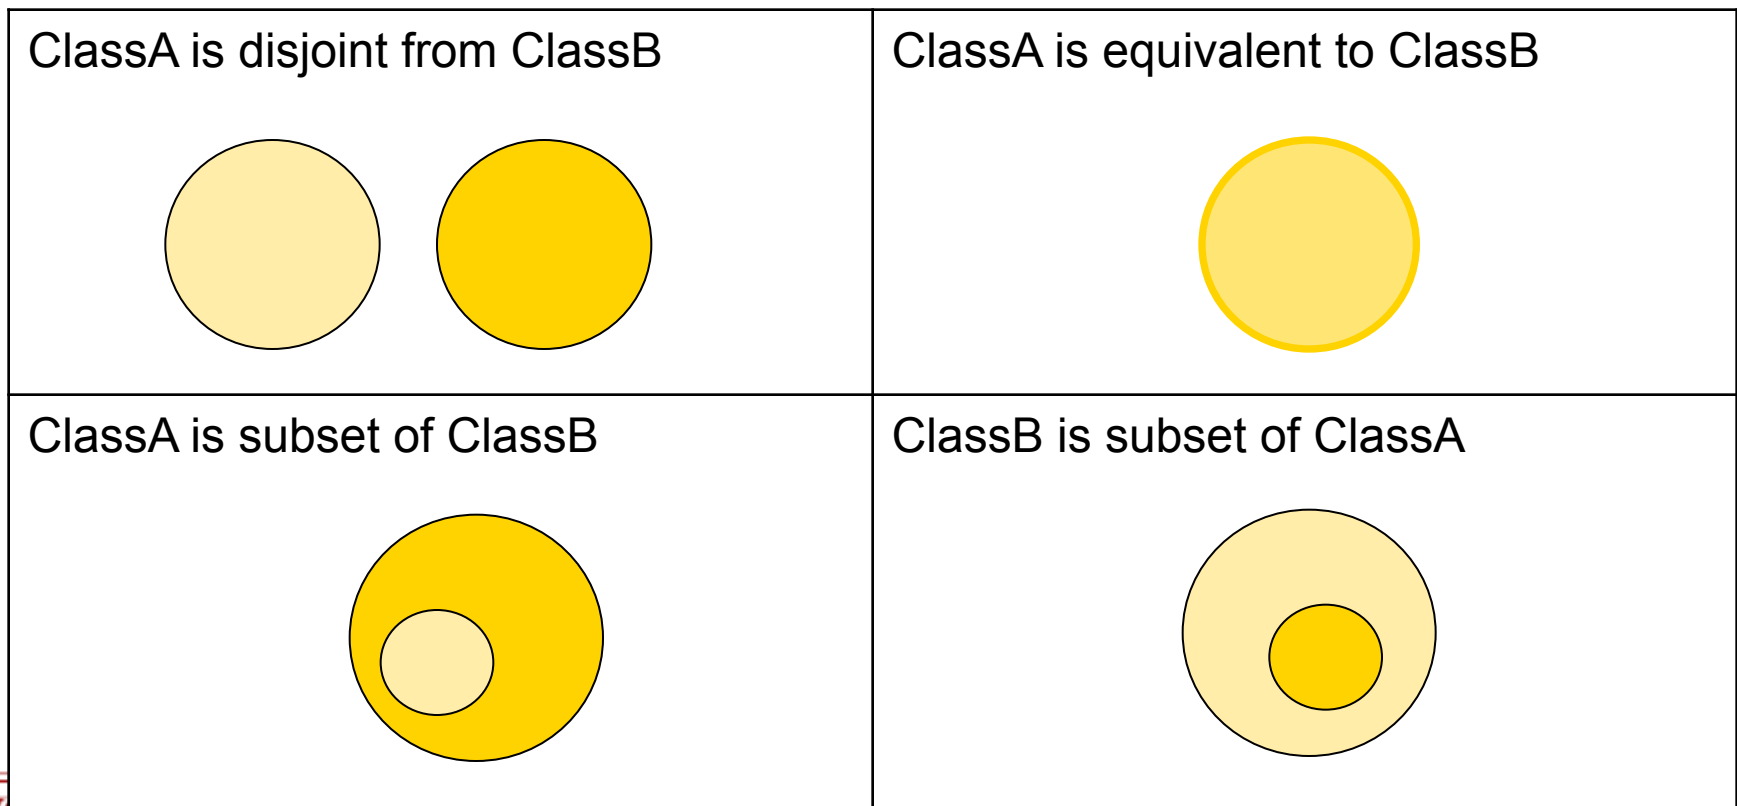 ClassA is disjoint from ClassB
ClassA is equivalent to ClassB
ClassA is subset of ClassB
ClassB is subset of ClassA